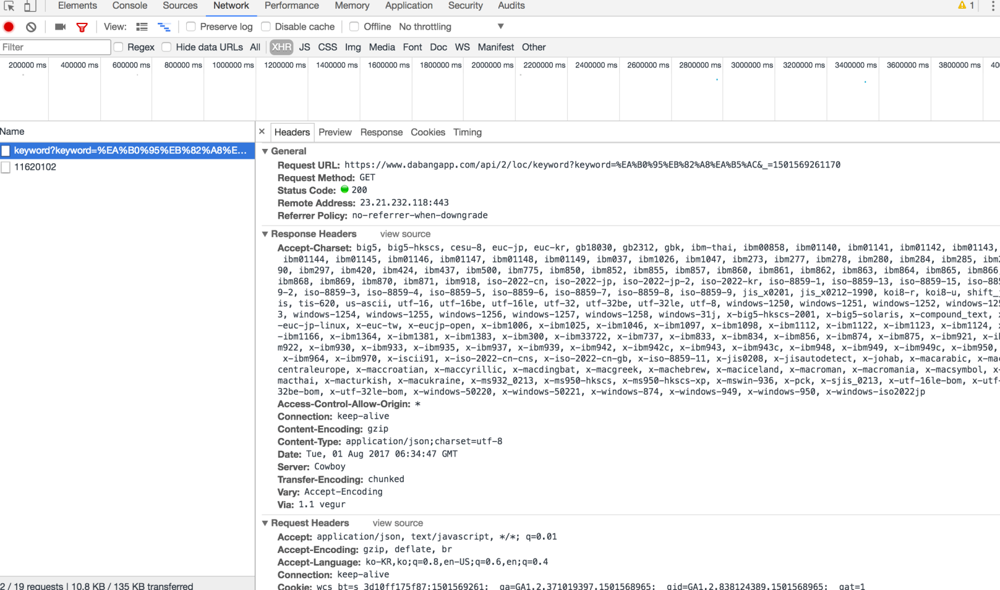 Elements Console Sources Network Performance Memory Application Security Audits 1
View: Preserve log Disable cache Offline No throttling
Filter Regex Hide data URLs All XHR JS CSS Img Media Font Doc WS Manifest Other
200000 ms 400000 ms 600000 ms 800000 ms 1000000 ms 1200000 ms 1400000 ms 1600000 ms 1800000 ms 2000000 ms 2200000 ms 2400000 ms 2600000 ms 2800000 ms 3000000 ms 3200000 ms 3400000 ms 3600000 ms 3800000 ms 40
Name
keyword?keyword=%EA%B0%95%EB%82%A8%E...
11620102
2 / 19 requests | 10.8 KB / 135 KB transferred
× Headers Preview Response Cookies Timing
General
Request URL: https://www.dabangapp.com/api/2/loc/keyword?keyword=%EA%B0%95%EB%82%A8%EA%B5%AC&_=1501569261170
Request Method: GET
Status Code: 200
Remote Address: 23.21.232.118:443
Referrer Policy: no-referrer-when-downgrade
Response Headers view source
Accept-Charset: big5, big5-hkscs, cesu-8, euc-jp, euc-kr, gb18030, gb2312, gbk, ibm-thai, ibm00858, ibm01140, ibm01141, ibm01142, ibm01143,
ibm01144, ibm01145, ibm01146, ibm01147, ibm01148, ibm01149, ibm037, ibm1026, ibm1047, ibm273, ibm277, ibm278, ibm280, ibm284, ibm285, ibm2
90, ibm297, ibm420, ibm424, ibm437, ibm500, ibm775, ibm850, ibm852, ibm855, ibm857, ibm860, ibm861, ibm862, ibm863, ibm864, ibm865, ibm866,
ibm868, ibm869, ibm870, ibm871, ibm918, iso-2022-cn, iso-2022-jp, iso-2022-jp-2, iso-2022-kr, iso-8859-1, iso-8859-13, iso-8859-15, iso-885
9-2, iso-8859-3, iso-8859-4, iso-8859-5, iso-8859-6, iso-8859-7, iso-8859-8, iso-8859-9, jis_x0201, jis_x0212-1990, koi8-r, koi8-u, shift_j
is, tis-620, us-ascii, utf-16, utf-16be, utf-16le, utf-32, utf-32be, utf-32le, utf-8, windows-1250, windows-1251, windows-1252, windows-125
3, windows-1254, windows-1255, windows-1256, windows-1257, windows-1258, windows-31j, x-big5-hkscs-2001, x-big5-solaris, x-compound_text, x
-euc-jp-linux, x-euc-tw, x-eucjp-open, x-ibm1006, x-ibm1025, x-ibm1046, x-ibm1097, x-ibm1098, x-ibm1112, x-ibm1122, x-ibm1123, x-ibm1124, x
-ibm1166, x-ibm1364, x-ibm1381, x-ibm1383, x-ibm300, x-ibm33722, x-ibm737, x-ibm833, x-ibm834, x-ibm856, x-ibm874, x-ibm875, x-ibm921, x-ib
m922, x-ibm930, x-ibm933, x-ibm935, x-ibm937, x-ibm939, x-ibm942, x-ibm942c, x-ibm943, x-ibm943c, x-ibm948, x-ibm949, x-ibm949c, x-ibm950,
x-ibm964, x-ibm970, x-iscii91, x-iso-2022-cn-cns, x-iso-2022-cn-gb, x-iso-8859-11, x-jis0208, x-jisautodetect, x-johab, x-macarabic, x-mac
centraleurope, x-maccroatian, x-maccyrillic, x-macdingbat, x-macgreek, x-machebrew, x-maciceland, x-macroman, x-macromania, x-macsymbol, x-
macthai, x-macturkish, x-macukraine, x-ms932_0213, x-ms950-hkscs, x-ms950-hkscs-xp, x-mswin-936, x-pck, x-sjis_0213, x-utf-16le-bom, x-utf-
32be-bom, x-utf-32le-bom, x-windows-50220, x-windows-50221, x-windows-874, x-windows-949, x-windows-950, x-windows-iso2022jp
Access-Control-Allow-Origin: *
Connection: keep-alive
Content-Encoding: gzip
Content-Type: application/json;charset=utf-8
Date: Tue, 01 Aug 2017 06:34:47 GMT
Server: Cowboy
Transfer-Encoding: chunked
Vary: Accept-Encoding
Via: 1.1 vegur
Request Headers view source
Accept: application/json, text/javascript, */*; q=0.01
Accept-Encoding: gzip, deflate, br
Accept-Language: ko-KR,ko;q=0.8,en-US;q=0.6,en;q=0.4
Connection: keep-alive
Cookie: wcs_bt=s_3d10ff175f87:1501569261; _ga=GA1.2.371019397.1501568965; _gid=GA1.2.838124389.1501568965; _gat=1